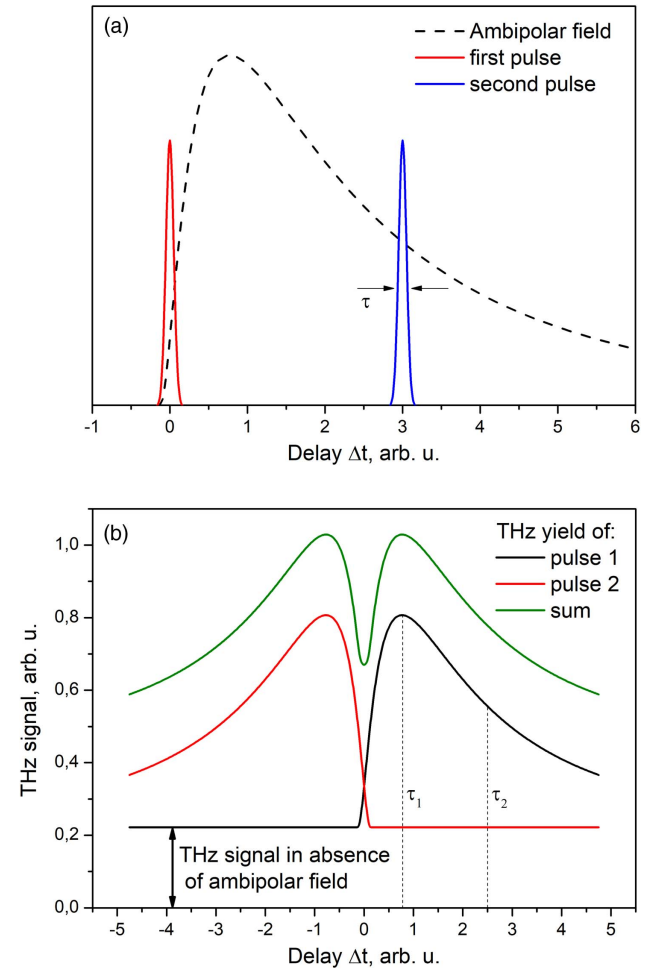 (a)
Ambipolar field
first pulse
second pulse
τ
-1 0 1 2 3 4 5 6
Delay Δt, arb. u.
(b)
THz yield of:
pulse 1
pulse 2
sum
1,0
0,8
0,6
0,4
0,2
0,0
THz signal, arb. u.
τ₁
τ₂
THz signal in absence
of ambipolar field
-5 -4 -3 -2 -1 0 1 2 3 4 5
Delay Δt, arb. u.